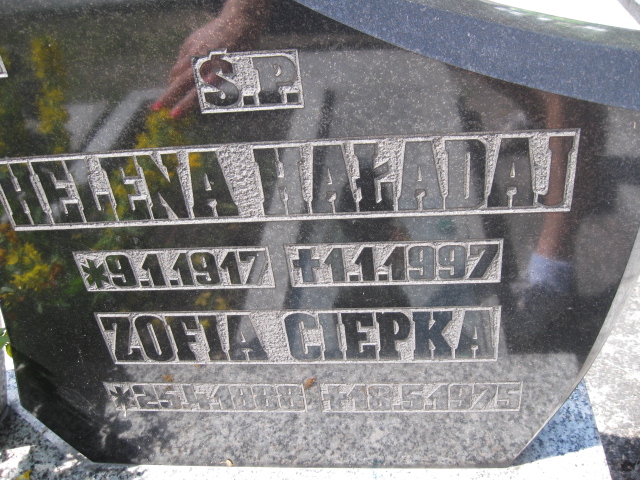 Ś.P.
HELENA HAŁADAJ
*9.1.1917 †1.1.1997
ZOFIA CIEPKA
†18.5.1975